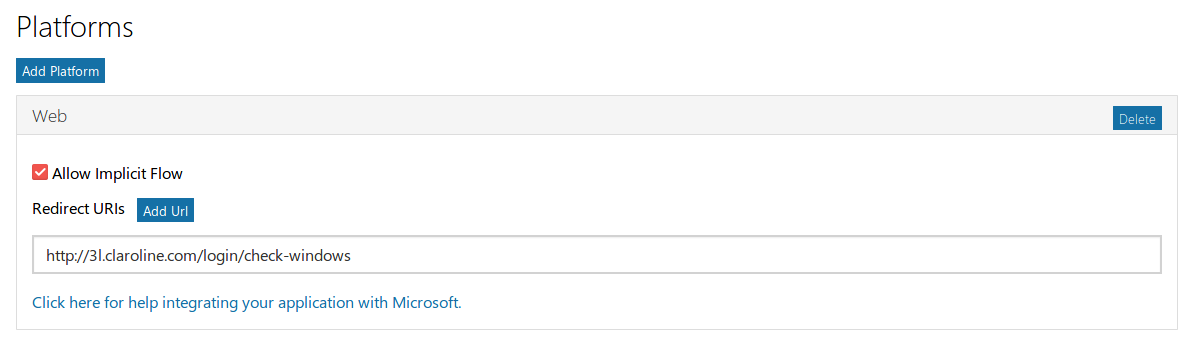 Platforms
Add Platform
Web
Delete
Allow Implicit Flow
Redirect URIs Add Url
http://3l.claroline.com/login/check-windows
Click here for help integrating your application with Microsoft.